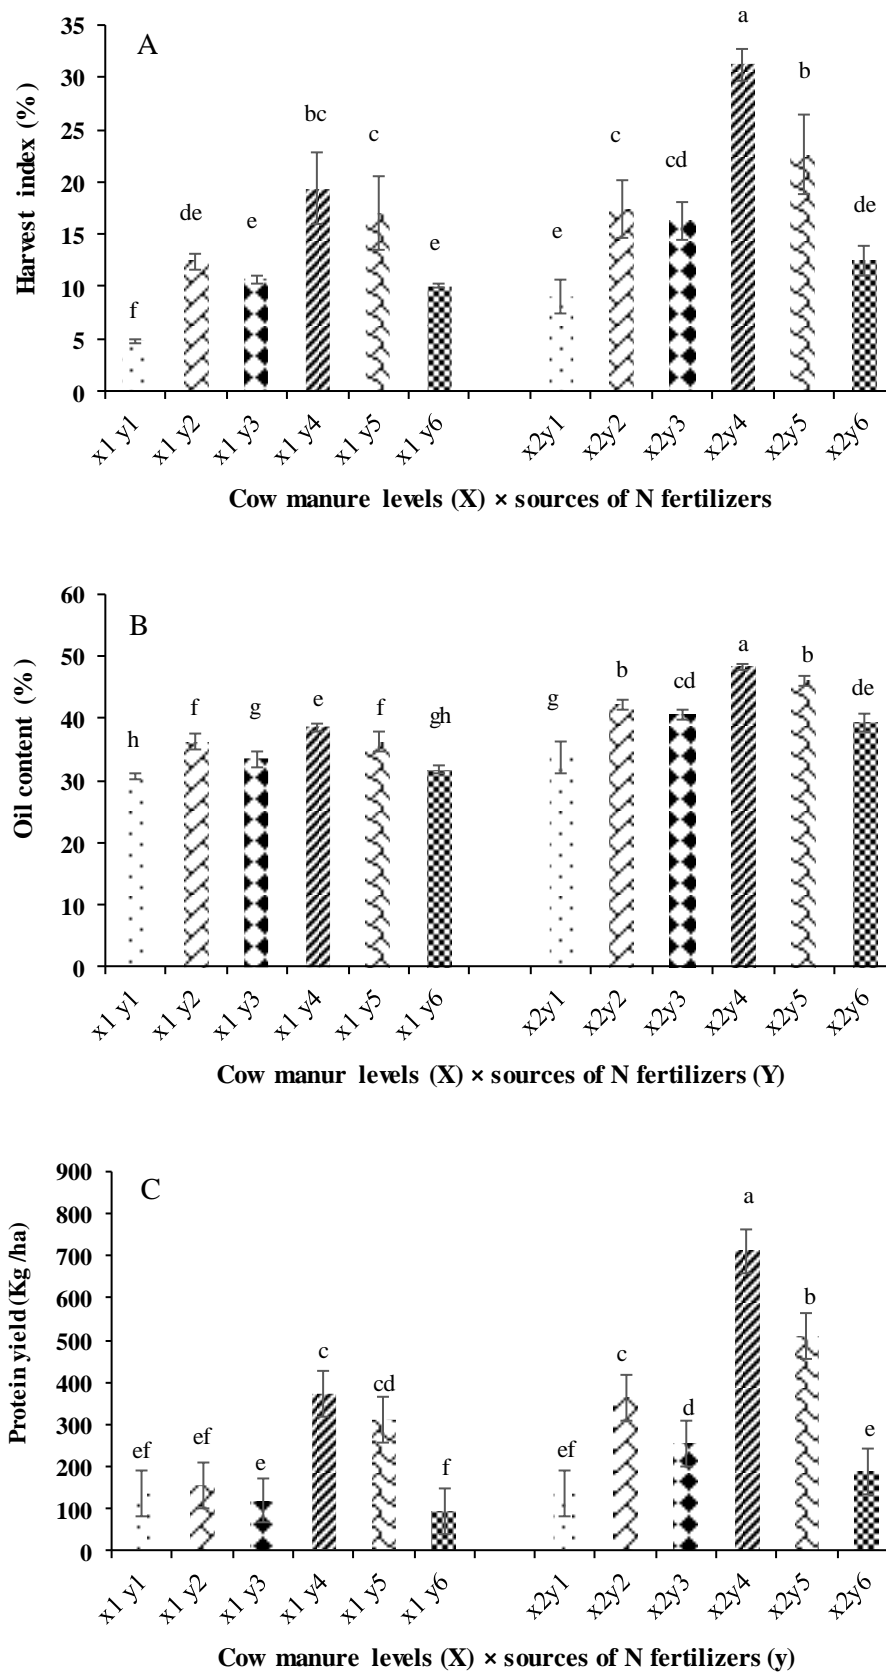 A
Harvest index (%)
35
30
25
20
15
10
5
0
f
de
e
bc
c
e
e
c
cd
a
b
de
x1 y1
x1 y2
x1 y3
x1 y4
x1 y5
x1 y6
x2y1
x2y2
x2y3
x2y4
x2y5
x2y6
Cow manure levels (X) × sources of N fertilizers
B
Oil content (%)
60
50
40
30
20
10
0
h
f
g
e
f
gh
g
b
cd
a
b
de
x1 y1
x1 y2
x1 y3
x1 y4
x1 y5
x1 y6
x2y1
x2y2
x2y3
x2y4
x2y5
x2y6
Cow manur levels (X) × sources of N fertilizers (Y)
C
Protein yield (Kg /ha)
900
800
700
600
500
400
300
200
100
0
ef
ef
e
c
cd
f
ef
c
d
a
b
e
x1 y1
x1 y2
x1 y3
x1 y4
x1 y5
x1 y6
x2y1
x2y2
x2y3
x2y4
x2y5
x2y6
Cow manure levels (X) × sources of N fertilizers (y)